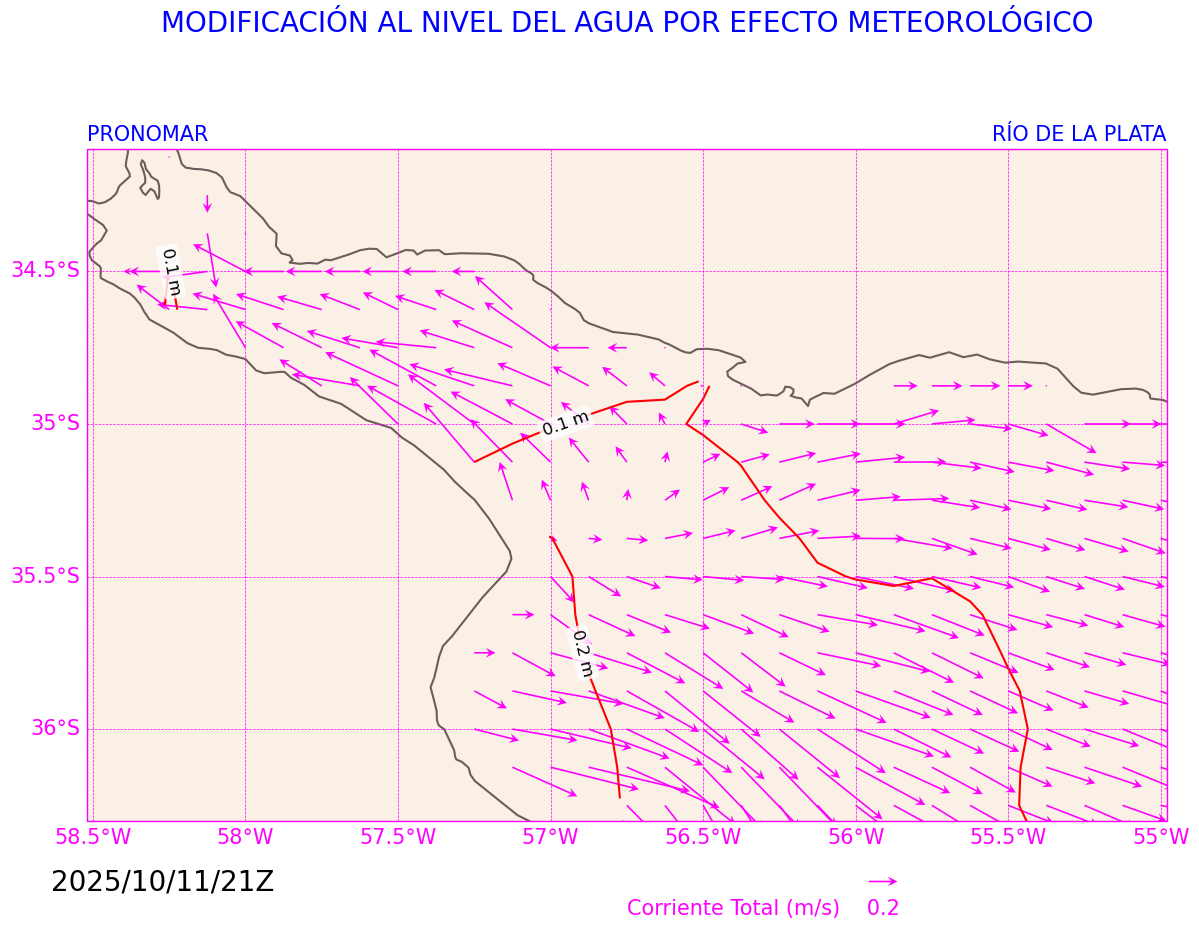 MODIFICACIÓN AL NIVEL DEL AGUA POR EFECTO METEOROLÓGICO
PRONOMAR
RÍO DE LA PLATA
0.1 m
34.5°S
0.1 m
35°S
35.5°S
0.2 m
36°S
58.5°W
58°W
57.5°W
57°W
56.5°W
56°W
55.5°W
55°W
2025/10/11/21Z
Corriente Total (m/s)
0.2